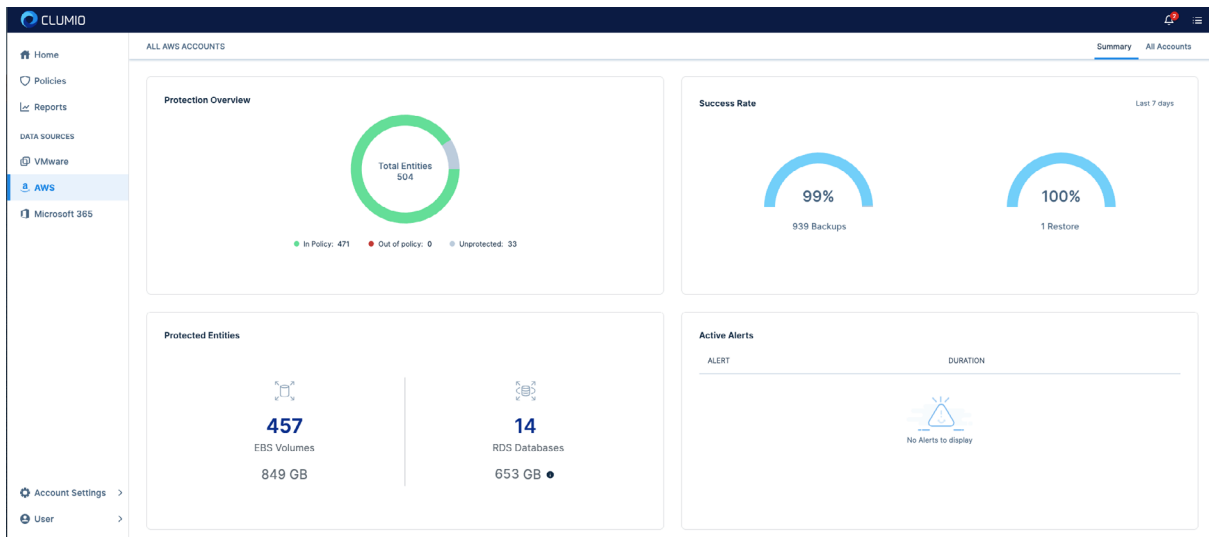 CLUMIO
7
Home
Policies
Reports
DATA SOURCES
VMware
AWS
Microsoft 365
Account Settings
User
ALL AWS ACCOUNTS
Summary All Accounts
Protection Overview
Total Entities
504
In Policy: 471 Out of policy: 0 Unprotected: 33
Success Rate
Last 7 days
99%
939 Backups
100%
1 Restore
Protected Entities
457
EBS Volumes
849 GB
14
RDS Databases
653 GB
Active Alerts
ALERT DURATION
No Alerts to display